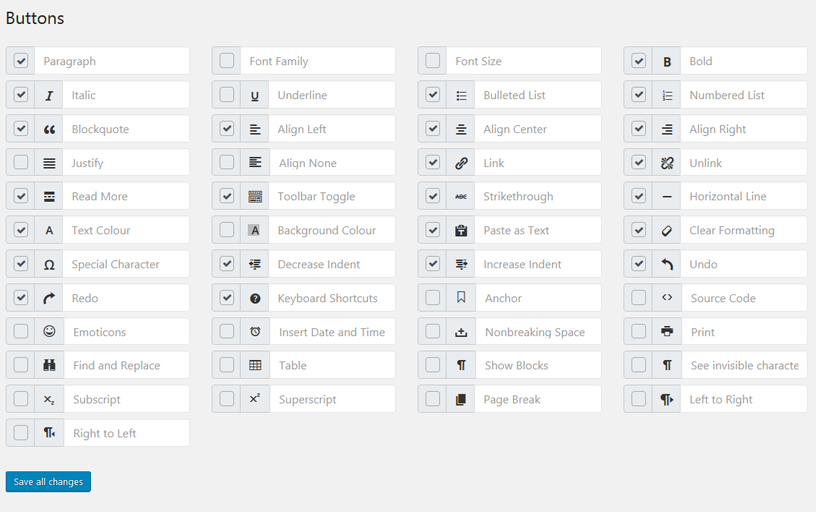 Buttons
Paragraph
Font Family
Font Size
B Bold
I Italic
U Underline
Bulleted List
Numbered List
Blockquote
Align Left
Align Center
Align Right
Justify
Align None
Link
Unlink
Read More
Toolbar Toggle
ABC Strikethrough
Horizontal Line
A Text Colour
A Background Colour
T Paste as Text
Clear Formatting
Ω Special Character
Decrease Indent
Increase Indent
Undo
Redo
? Keyboard Shortcuts
Anchor
<> Source Code
Emoticons
Insert Date and Time
Nonbreaking Space
Print
Find and Replace
Table
¶ Show Blocks
¶ See invisible characte
X₂ Subscript
X² Superscript
Page Break
¶ Left to Right
¶ Right to Left
Save all changes